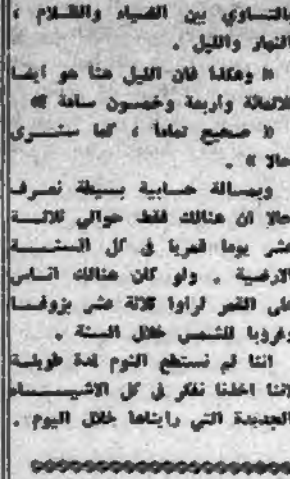 بالتساوي بين الضياء والظلام ،
النهار والليل .
« وهكذا فان الليل هنا هو ايضا
ثلاثمائة وأربعة وخمسون ساعة »
« صحيح تماما ، كما سنرى
حالا » .
وبمسالة حسابية بسيطة نعرف
حالا ان هنالك فقط حوالي ثلاثة
عشر يوما قمريا في كل السنة
الارضية . ولو كان هنالك اناس
على القمر لراوا ثلاثة عشر بزوغا
وغروبا للشمس خلال السنة .
اننا لم نستطع النوم لمدة طويلة
لاننا اخذنا نفكر في كل الاشياء
الجديدة التي رايناها خلال اليوم .